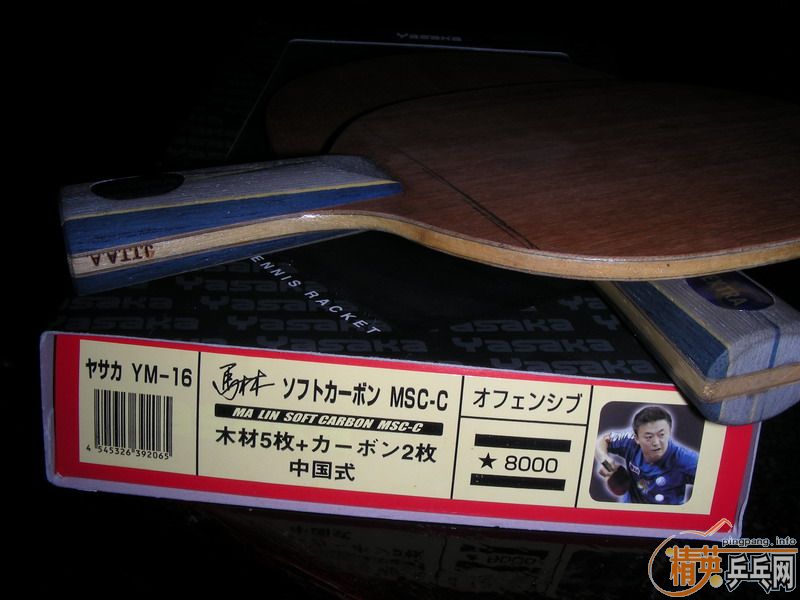 Yasaka
J.T.T.A.A
TENNIS RACKET
Yasaka Yasaka Yasaka
ヤサカ YM-16
4 545326 392065
馬林 ソフトカーボン MSC-C
MA LIN SOFT CARBON MSC-C
木材5枚+カーボン2枚
中国式
オフェンシブ
★ 8000
pingpang.info
精英乒乓网